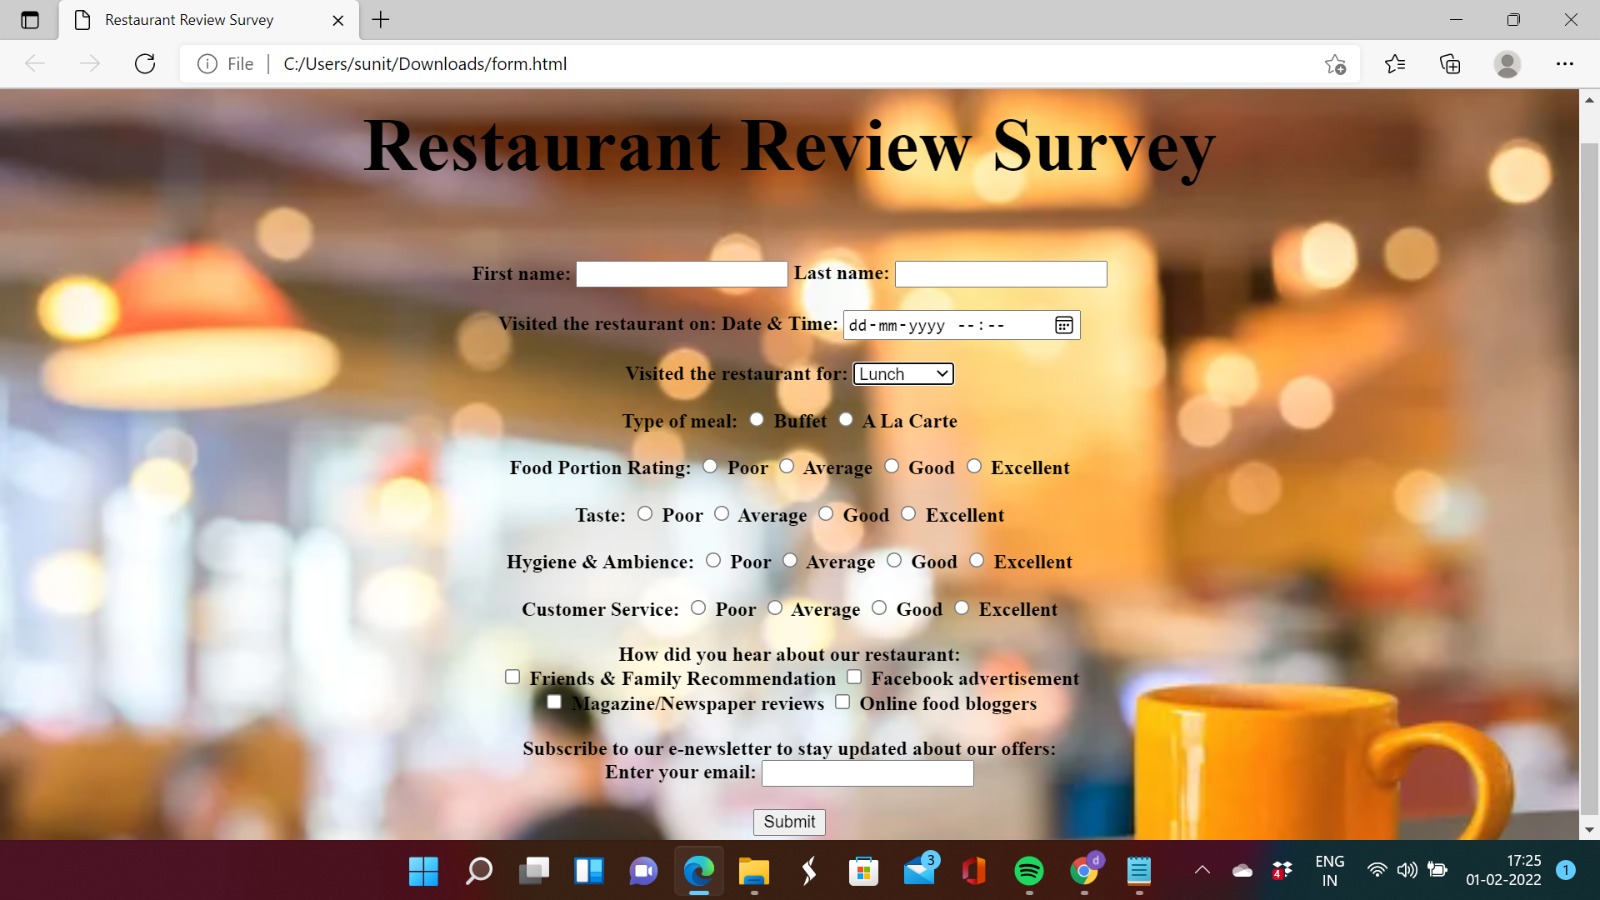 Restaurant Review Survey
File | C:/Users/sunit/Downloads/form.html
Restaurant Review Survey
First name: Last name:
Visited the restaurant on: Date & Time: dd-mm-yyyy --:--
Visited the restaurant for: Lunch
Type of meal: Buffet A La Carte
Food Portion Rating: Poor Average Good Excellent
Taste: Poor Average Good Excellent
Hygiene & Ambience: Poor Average Good Excellent
Customer Service: Poor Average Good Excellent
How did you hear about our restaurant:
Friends & Family Recommendation Facebook advertisement
Magazine/Newspaper reviews Online food bloggers
Subscribe to our e-newsletter to stay updated about our offers:
Enter your email:
Submit
3
d
4
ENG
IN
17:25
01-02-2022
1